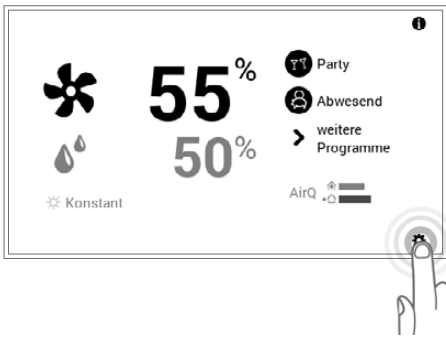 55%
Party
Abwesend
50%
weitere
Programme
Konstant
AirQ